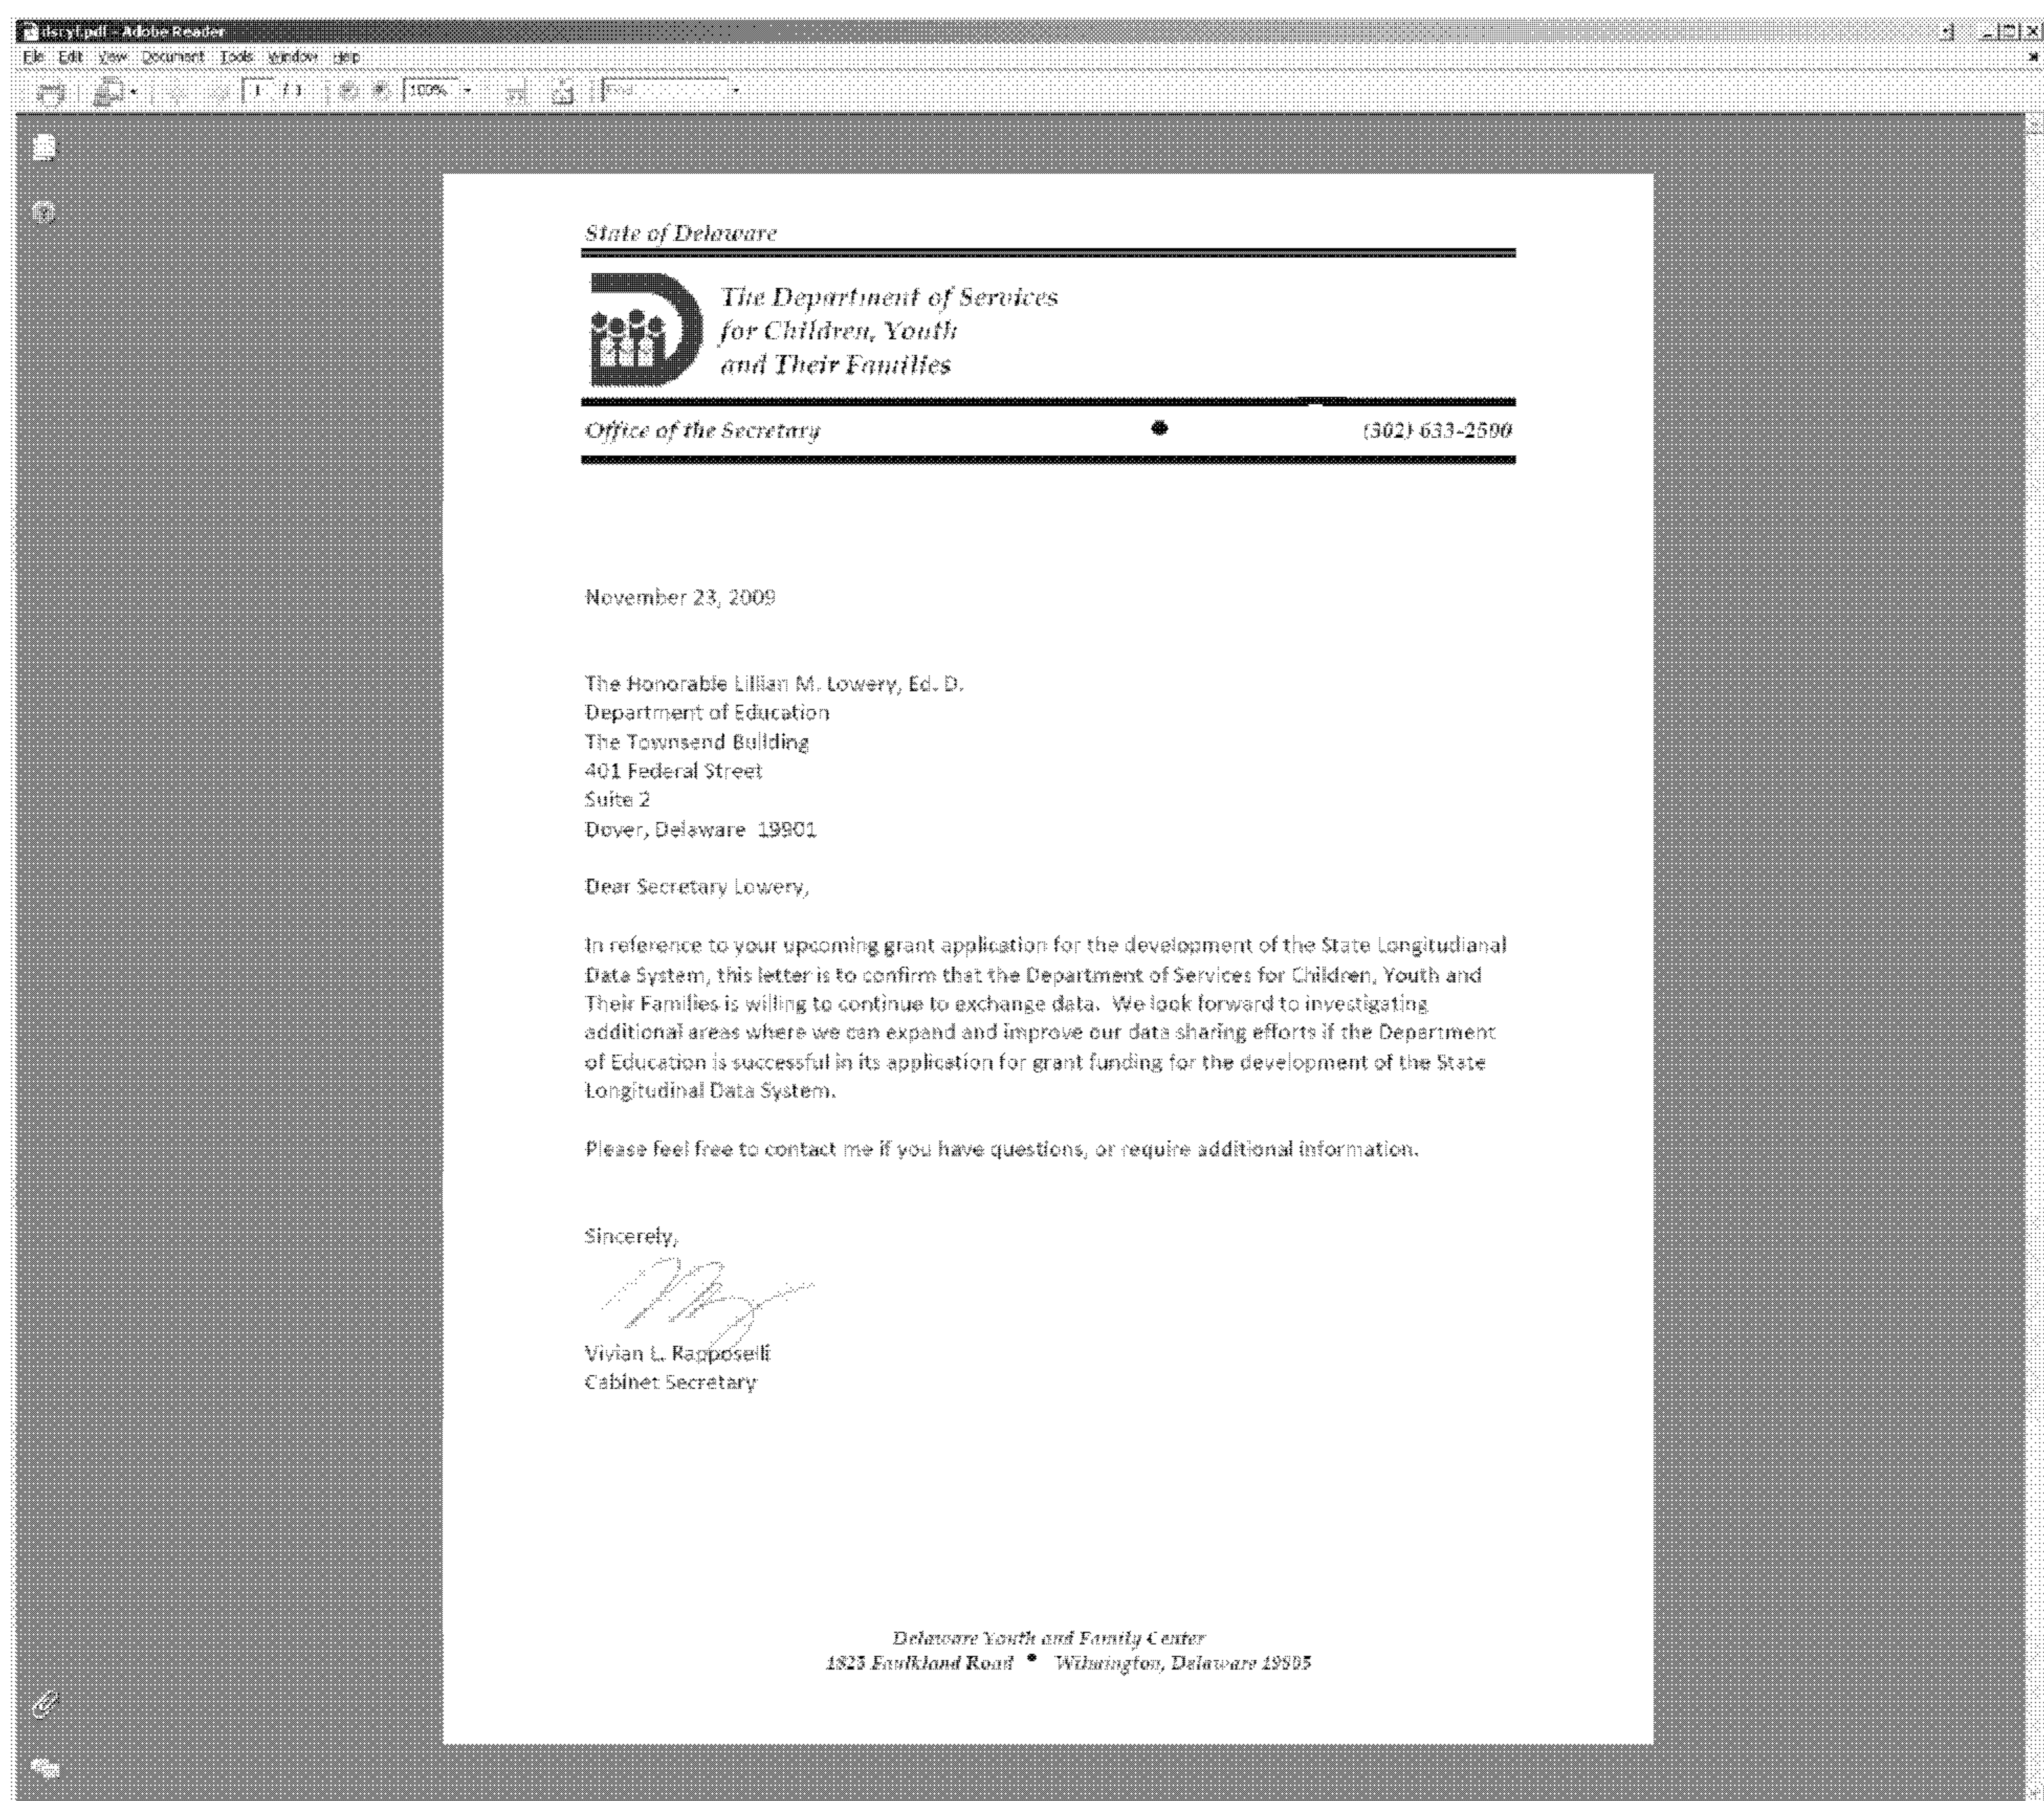 dscyf.pdf - Adobe Reader
File Edit View Document Tools Window Help
1 / 1 100% Find
State of Delaware
The Department of Services
for Children, Youth
and Their Families
Office of the Secretary ● (302) 633-2500
November 23, 2009
The Honorable Lillian M. Lowery, Ed. D.
Department of Education
The Townsend Building
401 Federal Street
Suite 2
Dover, Delaware 19901
Dear Secretary Lowery,
In reference to your upcoming grant application for the development of the State Longitudianal
Data System, this letter is to confirm that the Department of Services for Children, Youth and
Their Families is willing to continue to exchange data. We look forward to investigating
additional areas where we can expand and improve our data sharing efforts if the Department
of Education is successful in its application for grant funding for the development of the State
Longitudinal Data System.
Please feel free to contact me if you have questions, or require additional information.
Sincerely,
Vivian L. Rapposelli
Cabinet Secretary
Delaware Youth and Family Center
1825 Faulkland Road ● Wilmington, Delaware 19805